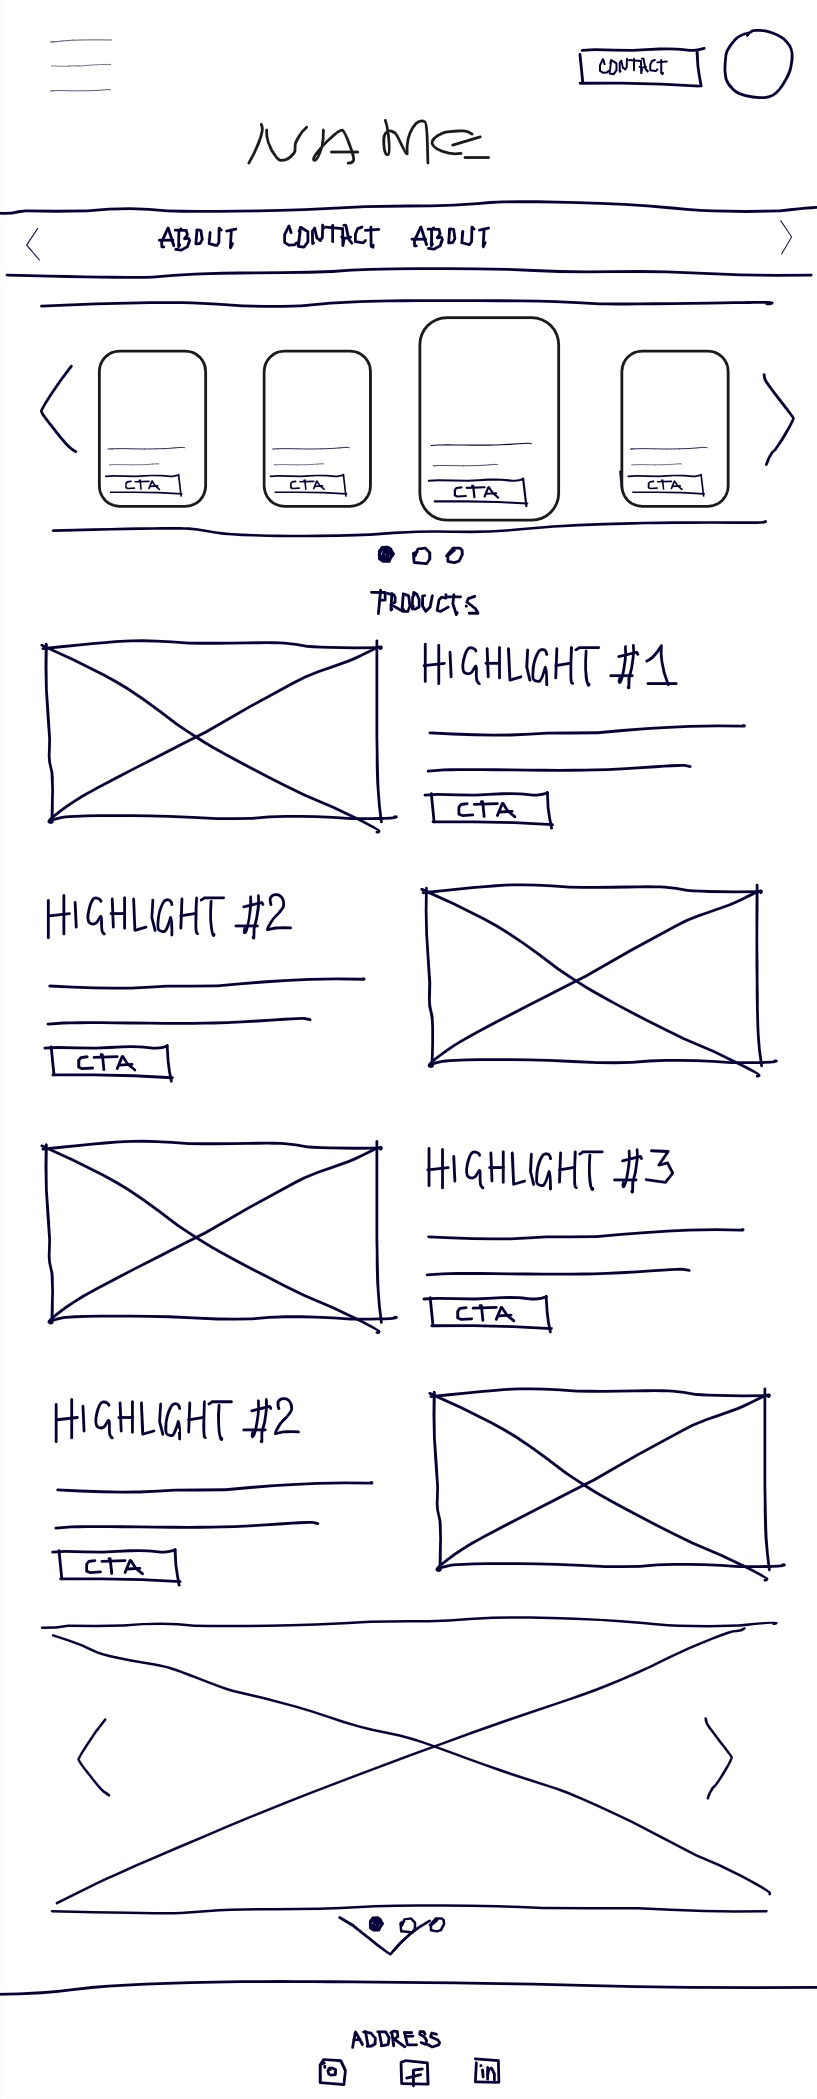 CONTACT
NAME
ABOUT CONTACT ABOUT
CTA CTA CTA CTA
PRODUCTS
HIGHLIGHT #1
CTA
HIGHLIGHT #2
CTA
HIGHLIGHT #3
CTA
HIGHLIGHT #2
CTA
ADDRESS
f in